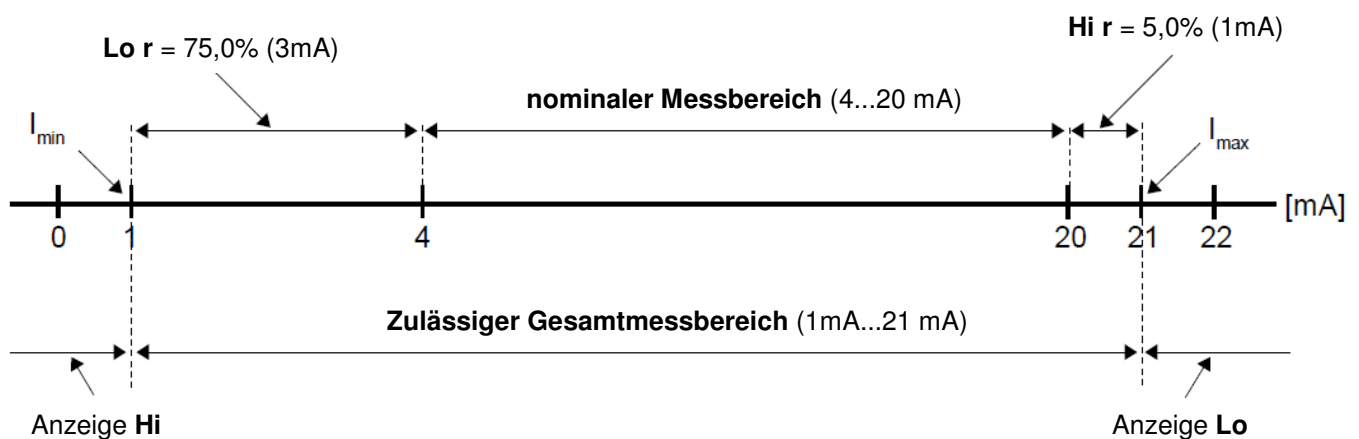 Lo r = 75,0% (3mA)
Hi r = 5,0% (1mA)
nominaler Messbereich (4...20 mA)
Imin
Imax
[mA]
0 1 4 20 21 22
Zulässiger Gesamtmessbereich (1mA...21 mA)
Anzeige Hi
Anzeige Lo